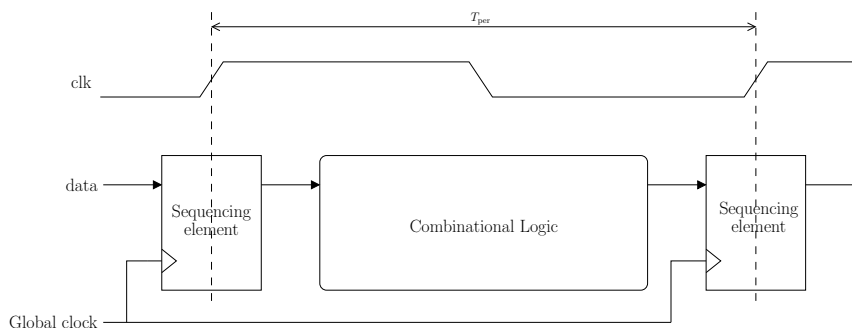 T_per
clk
data
Sequencing
element
Combinational Logic
Sequencing
element
Global clock